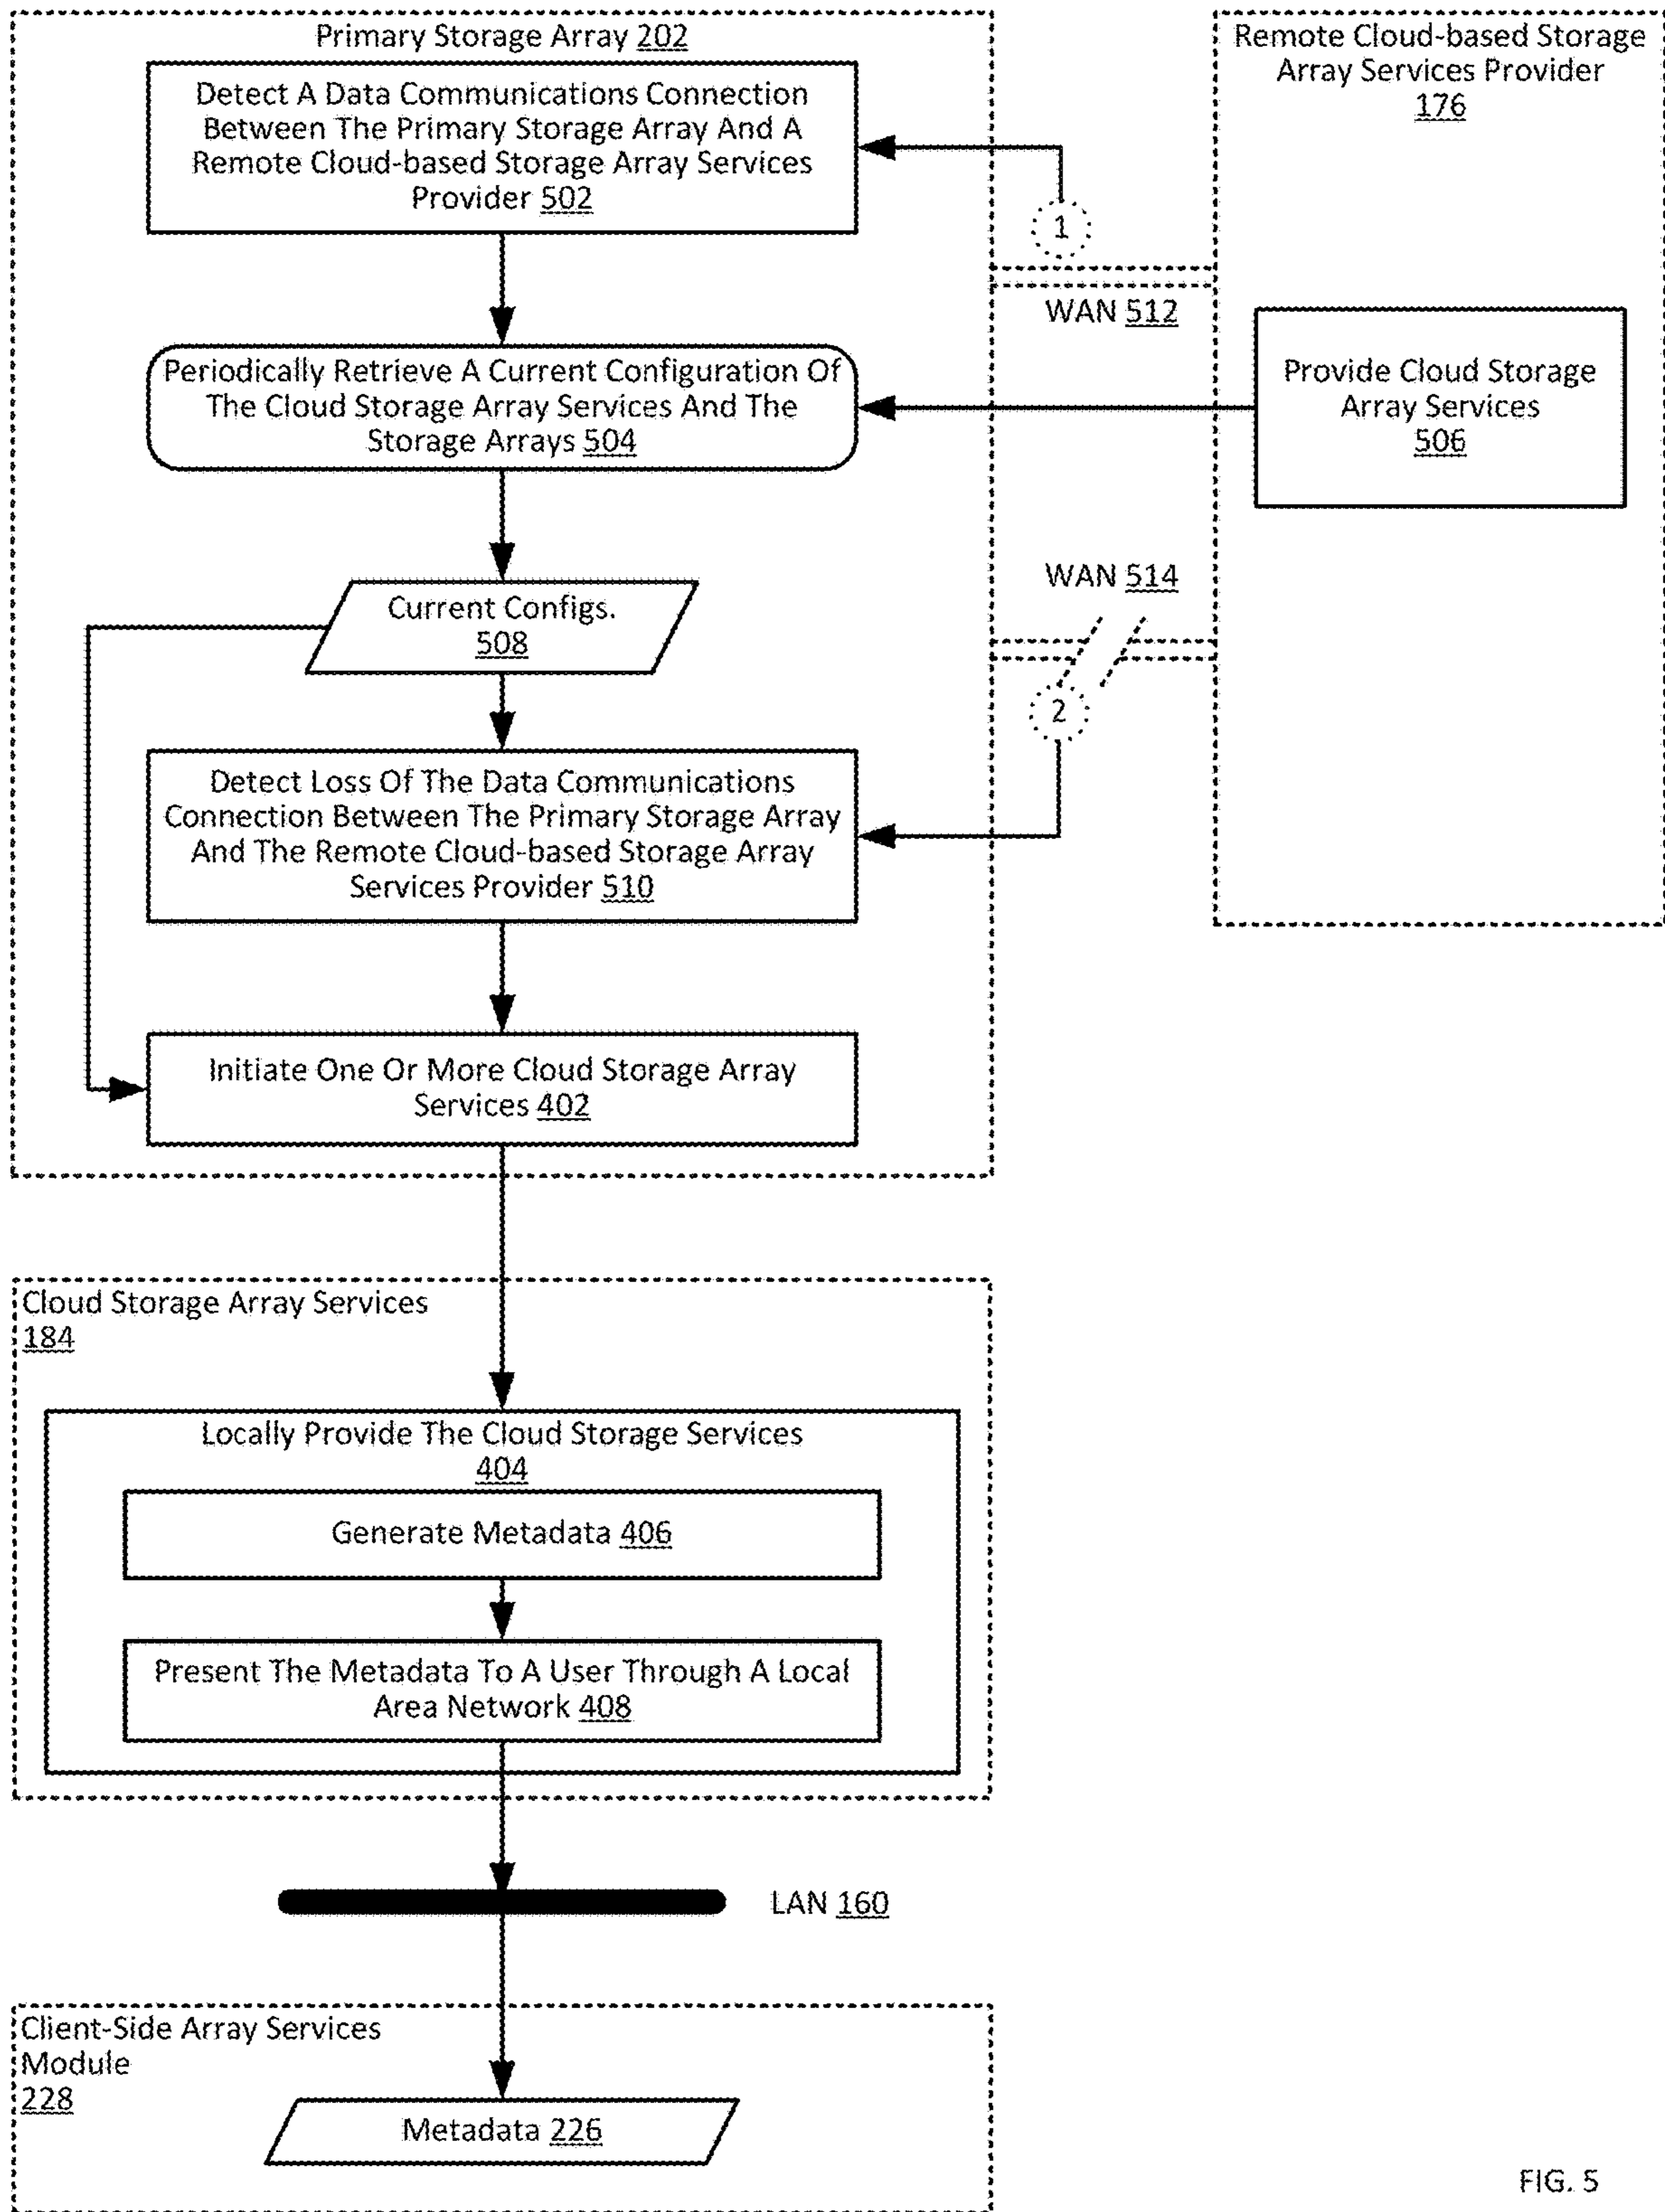 Primary Storage Array 202
Detect A Data Communications Connection
Between The Primary Storage Array And A
Remote Cloud-based Storage Array Services
Provider 502
Remote Cloud-based Storage
Array Services Provider
176
1
WAN 512
Periodically Retrieve A Current Configuration Of
The Cloud Storage Array Services And The
Storage Arrays 504
Provide Cloud Storage
Array Services
506
Current Configs.
508
WAN 514
2
Detect Loss Of The Data Communications
Connection Between The Primary Storage Array
And The Remote Cloud-based Storage Array
Services Provider 510
Initiate One Or More Cloud Storage Array
Services 402
Cloud Storage Array Services
184
Locally Provide The Cloud Storage Services
404
Generate Metadata 406
Present The Metadata To A User Through A Local
Area Network 408
LAN 160
Client-Side Array Services
Module
228
Metadata 226
FIG. 5